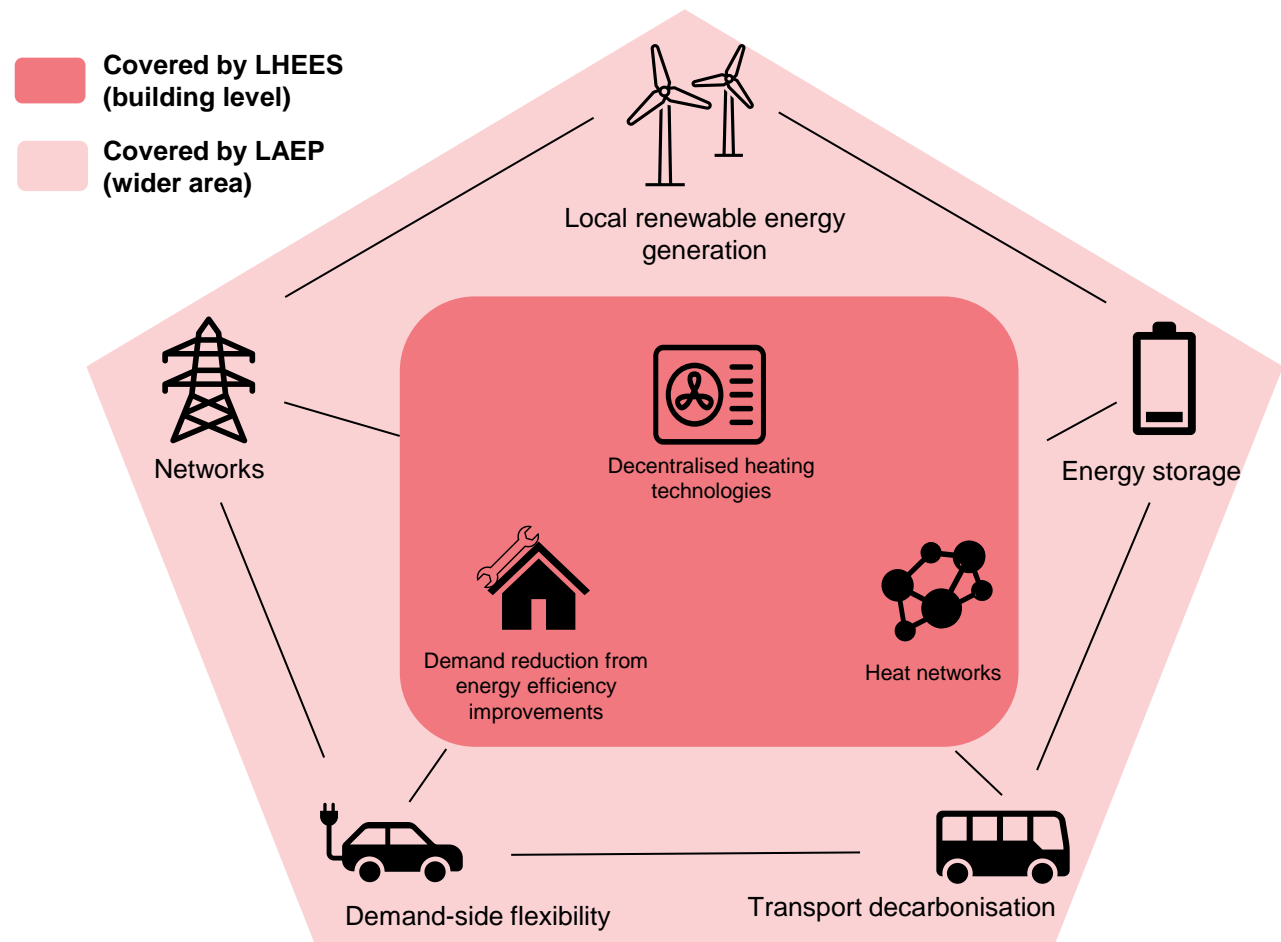 Covered by LHEES
(building level)
Covered by LAEP
(wider area)
Local renewable energy
generation
Networks
Energy storage
Decentralised heating
technologies
Demand reduction from
energy efficiency
improvements
Heat networks
Demand-side flexibility
Transport decarbonisation